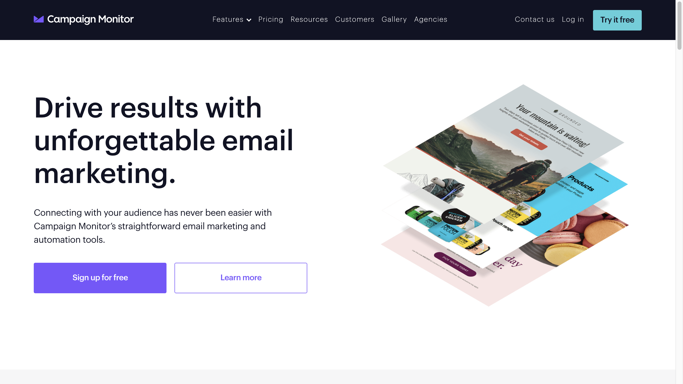 Campaign Monitor
Features Pricing Resources Customers Gallery Agencies
Contact us Log in Try it free
Drive results with
unforgettable email
marketing.
Connecting with your audience has never been easier with
Campaign Monitor's straightforward email marketing and
automation tools.
Sign up for free Learn more
Your mountain is waiting!
Products
day
er.